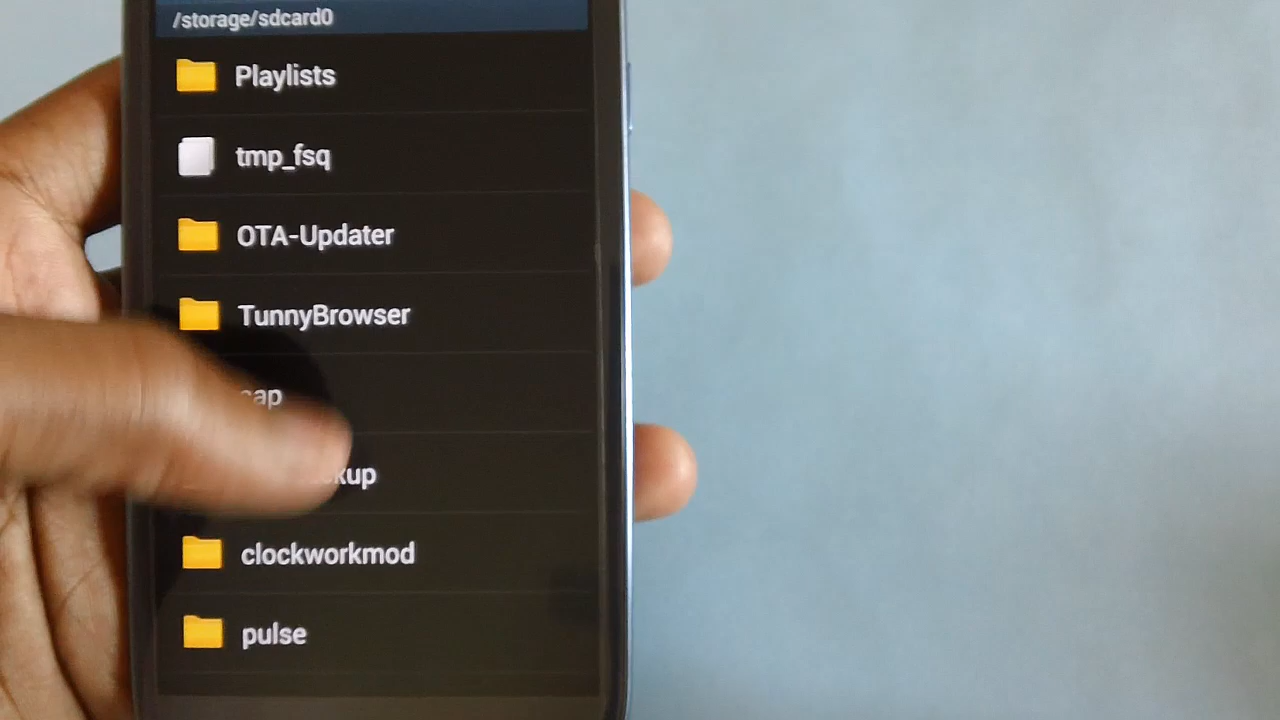 /storage/sdcard0
Playlists
tmp_fsq
OTA-Updater
TunnyBrowser
clockworkmod
pulse